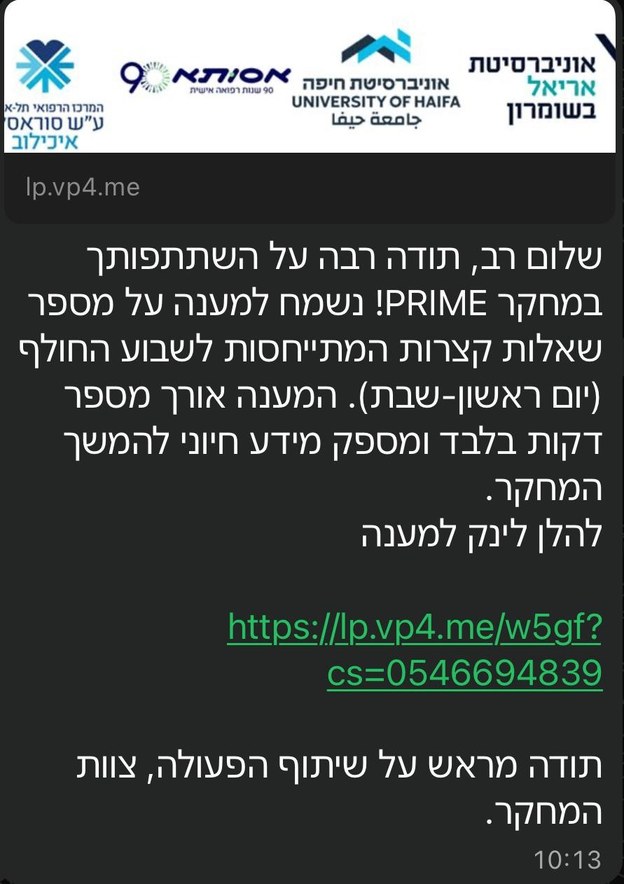 המרכז הרפואי תל-א
ע"ש סוראסק
איכילוב
אסותא 90
90 שנות רפואה אישית
אוניברסיטת חיפה
UNIVERSITY OF HAIFA
جامعة حيفا
אוניברסיטת
אריאל
בשומרון
lp.vp4.me
שלום רב, תודה רבה על השתתפותך
במחקר PRIME! נשמח למענה על מספר
שאלות קצרות המתייחסות לשבוע החולף
(יום ראשון-שבת). המענה אורך מספר
דקות בלבד ומספק מידע חיוני להמשך
המחקר.
להלן לינק למענה
https://lp.vp4.me/w5gf?
cs=0546694839
תודה מראש על שיתוף הפעולה, צוות
המחקר.
10:13